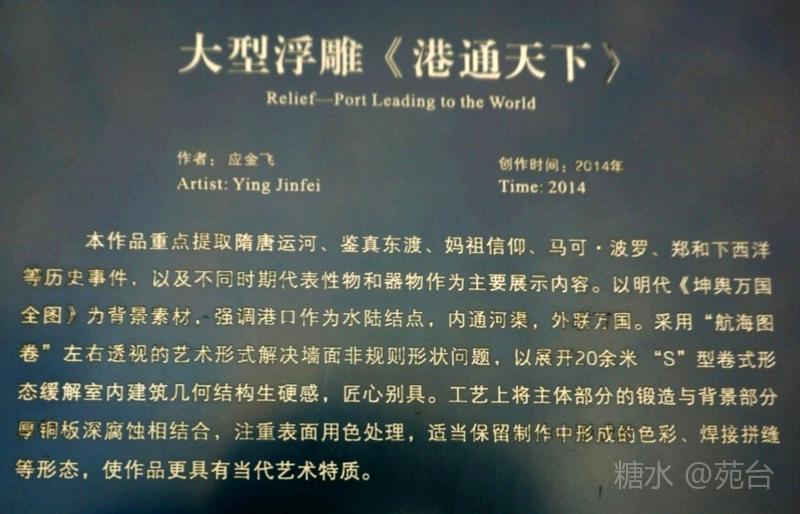 大型浮雕《港通天下》
Relief—Port Leading to the World
作者：应金飞
创作时间：2014年
Artist: Ying Jinfei
Time: 2014
本作品重点提取隋唐运河、鉴真东渡、妈祖信仰、马可·波罗、郑和下西洋
等历史事件，以及不同时期代表性物和器物作为主要展示内容。以明代《坤舆万国
全图》为背景素材，强调港口作为水陆结点，内通河渠，外联万国。采用“航海图
卷”左右透视的艺术形式解决墙面非规则形状问题，以展开20余米“S”型卷式形
态缓解室内建筑几何结构生硬感，匠心别具。工艺上将主体部分的锻造与背景部分
厚铜板深腐蚀相结合，注重表面用色处理，适当保留制作中形成的色彩、焊接拼缝
等形态，使作品更具有当代艺术特质。
糖水 @苑台